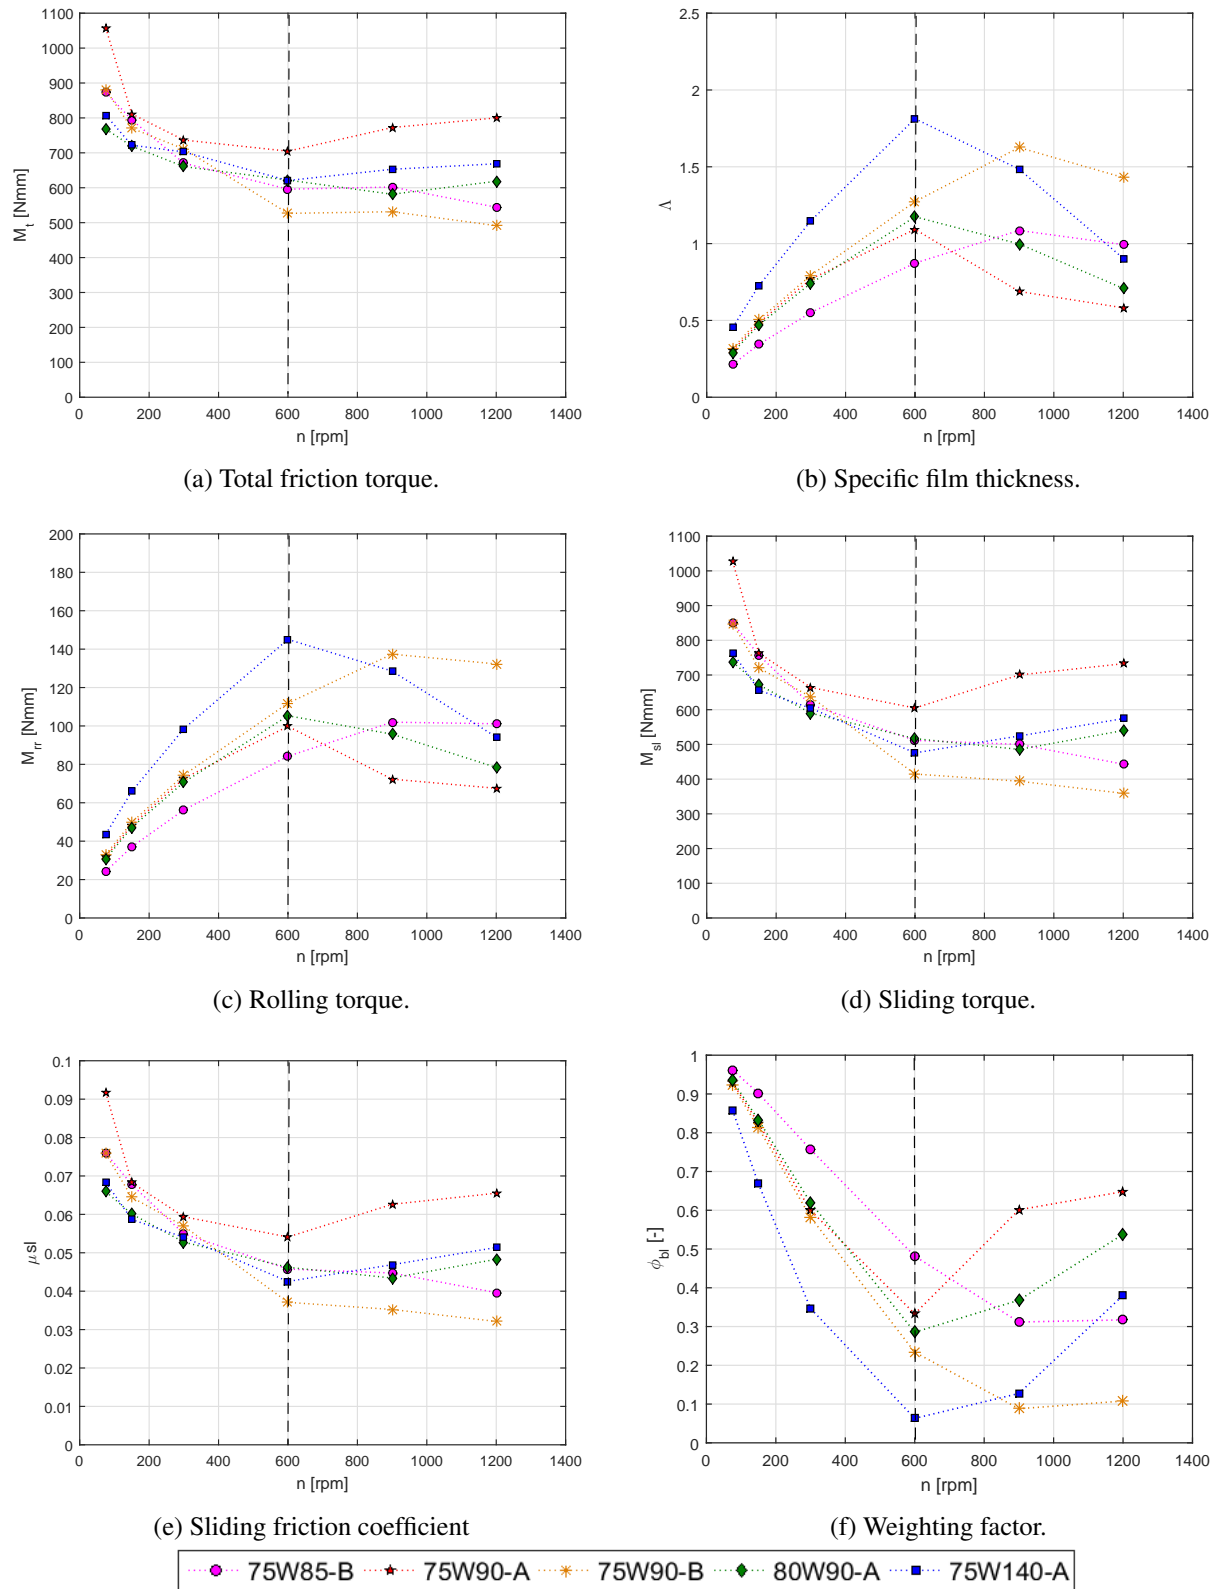 1100
1000
900
800
700
600
500
400
300
200
100
0
M_t [Nmm]
0 200 400 600 800 1000 1200 1400
n [rpm]
(a) Total friction torque.
2.5
2
1.5
1
0.5
0
Λ
0 200 400 600 800 1000 1200 1400
n [rpm]
(b) Specific film thickness.
200
180
160
140
120
100
80
60
40
20
0
M_rr [Nmm]
0 200 400 600 800 1000 1200 1400
n [rpm]
(c) Rolling torque.
1100
1000
900
800
700
600
500
400
300
200
100
0
M_sl [Nmm]
0 200 400 600 800 1000 1200 1400
n [rpm]
(d) Sliding torque.
0.1
0.09
0.08
0.07
0.06
0.05
0.04
0.03
0.02
0.01
0
μ sl
0 200 400 600 800 1000 1200 1400
n [rpm]
(e) Sliding friction coefficient
1
0.9
0.8
0.7
0.6
0.5
0.4
0.3
0.2
0.1
0
ϕ_bl [-]
0 200 400 600 800 1000 1200 1400
n [rpm]
(f) Weighting factor.
75W85-B 75W90-A 75W90-B 80W90-A 75W140-A